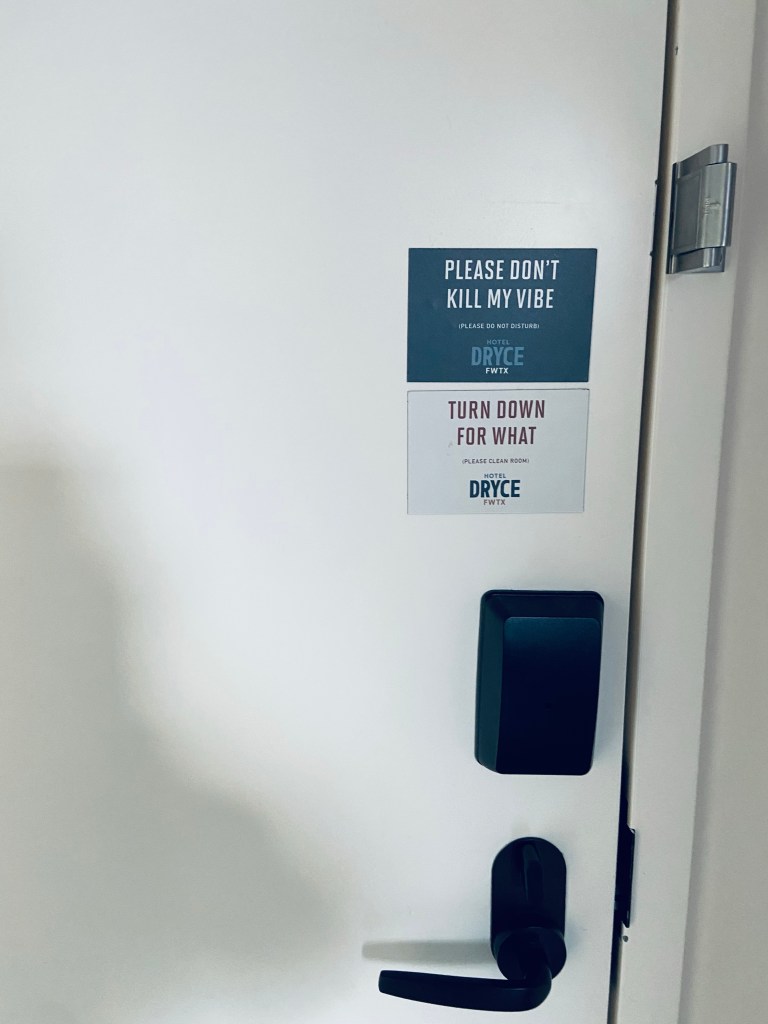 PLEASE DON'T
KILL MY VIBE
(PLEASE DO NOT DISTURB)
HOTEL
DRYCE
FWTX
TURN DOWN
FOR WHAT
(PLEASE CLEAN ROOM)
HOTEL
DRYCE
FWTX